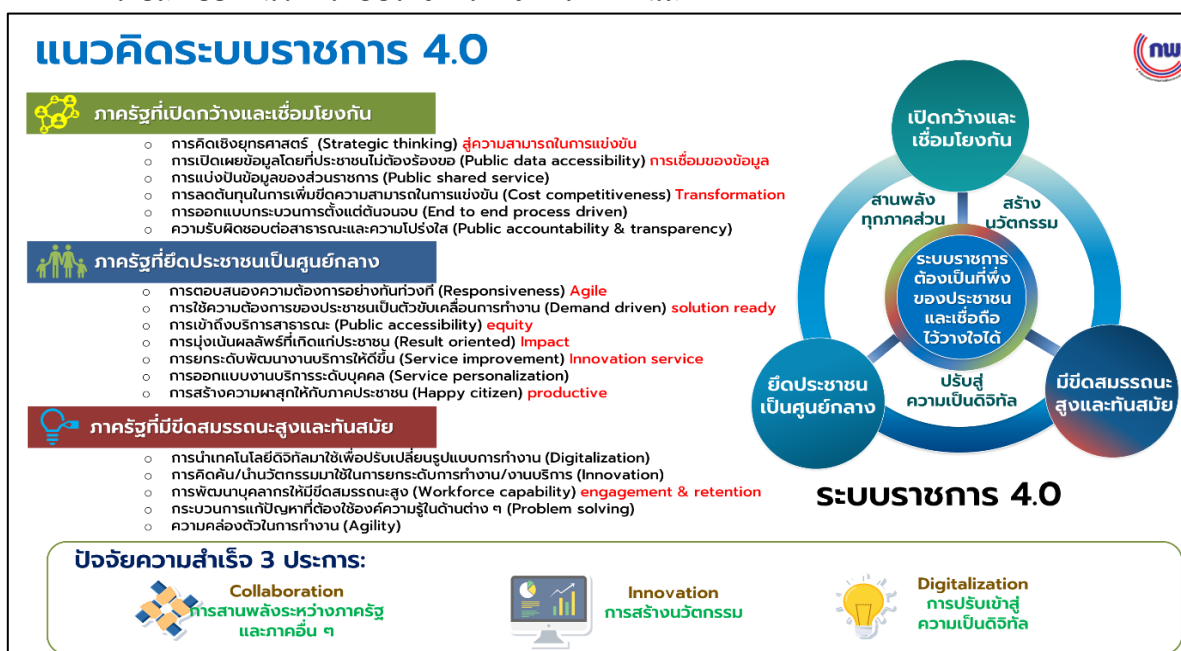 แนวคิดระบบราชการ 4.0
ภาครัฐที่เปิดกว้างและเชื่อมโยงกัน
o การคิดเชิงยุทธศาสตร์ (Strategic thinking) สู่ความสามารถในการแข่งขัน
o การเปิดเผยข้อมูลโดยที่ประชาชนไม่ต้องร้องขอ (Public data accessibility) การเชื่อมของข้อมูล
o การแบ่งปันข้อมูลของส่วนราชการ (Public shared service)
o การลดต้นทุนในการเพิ่มขีดความสามารถในการแข่งขัน (Cost competitiveness) Transformation
o การออกแบบกระบวนการตั้งแต่ต้นจนจบ (End to end process driven)
o ความรับผิดชอบต่อสาธารณะและความโปร่งใส (Public accountability & transparency)
ภาครัฐที่ยึดประชาชนเป็นศูนย์กลาง
o การตอบสนองความต้องการอย่างทันท่วงที (Responsiveness) Agile
o การใช้ความต้องการของประชาชนเป็นตัวขับเคลื่อนการทำงาน (Demand driven) solution ready
o การเข้าถึงบริการสาธารณะ (Public accessibility) equity
o การมุ่งเน้นผลลัพธ์ที่เกิดแก่ประชาชน (Result oriented) Impact
o การยกระดับพัฒนางานบริการให้ดีขึ้น (Service improvement) Innovation service
o การออกแบบงานบริการระดับบุคคล (Service personalization)
o การสร้างความผาสุกให้กับภาคประชาชน (Happy citizen) productive
ภาครัฐที่มีขีดสมรรถนะสูงและทันสมัย
o การนำเทคโนโลยีดิจิทัลมาใช้เพื่อปรับเปลี่ยนรูปแบบการทำงาน (Digitalization)
o การคิดค้น/นำนวัตกรรมมาใช้ในการยกระดับการทำงาน/งานบริการ (Innovation)
o การพัฒนาบุคลากรให้มีขีดสมรรถนะสูง (Workforce capability) engagement & retention
o กระบวนการแก้ปัญหาที่ต้องใช้องค์ความรู้ในด้านต่าง ๆ (Problem solving)
o ความคล่องตัวในการทำงาน (Agility)
กพ
เปิดกว้างและ
เชื่อมโยงกัน
สานพลัง
ทุกภาคส่วน
สร้าง
นวัตกรรม
ระบบราชการ
ต้องเป็นที่พึ่ง
ของประชาชน
และเชื่อถือ
ไว้วางใจได้
ยึดประชาชน
เป็นศูนย์กลาง
ปรับสู่
ความเป็นดิจิทัล
มีขีดสมรรถนะ
สูงและทันสมัย
ระบบราชการ 4.0
ปัจจัยความสำเร็จ 3 ประการ:
Collaboration
การสานพลังระหว่างภาครัฐ
และภาคอื่น ๆ
Innovation
การสร้างนวัตกรรม
Digitalization
การปรับเข้าสู่
ความเป็นดิจิทัล